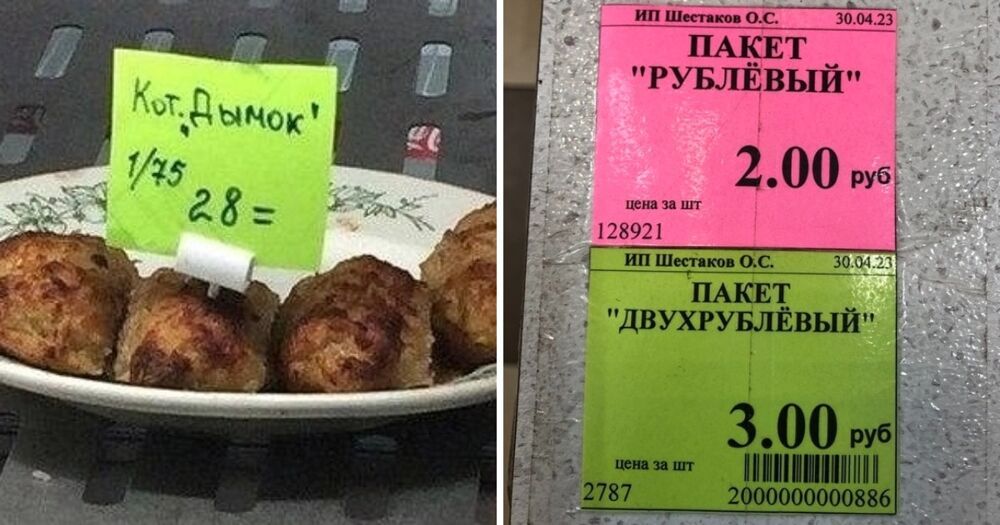 Кот. "Дымок"
1/75
28 =
ИП Шестаков О.С. 30.04.23
ПАКЕТ
"РУБЛЁВЫЙ"
2.00 руб
цена за шт
128921
ИП Шестаков О.С. 30.04.23
ПАКЕТ
"ДВУХРУБЛЁВЫЙ"
3.00 руб
цена за шт
2787 2000000000886